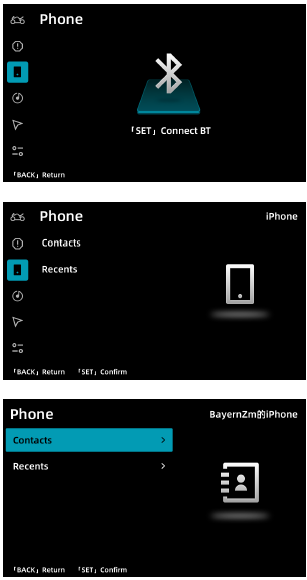 Phone
「SET」 Connect BT
「BACK」 Return
Phone
iPhone
Contacts
Recents
「BACK」 Return 「SET」 Confirm
Phone
BayernZm的iPhone
Contacts
Recents
「BACK」 Return 「SET」 Confirm